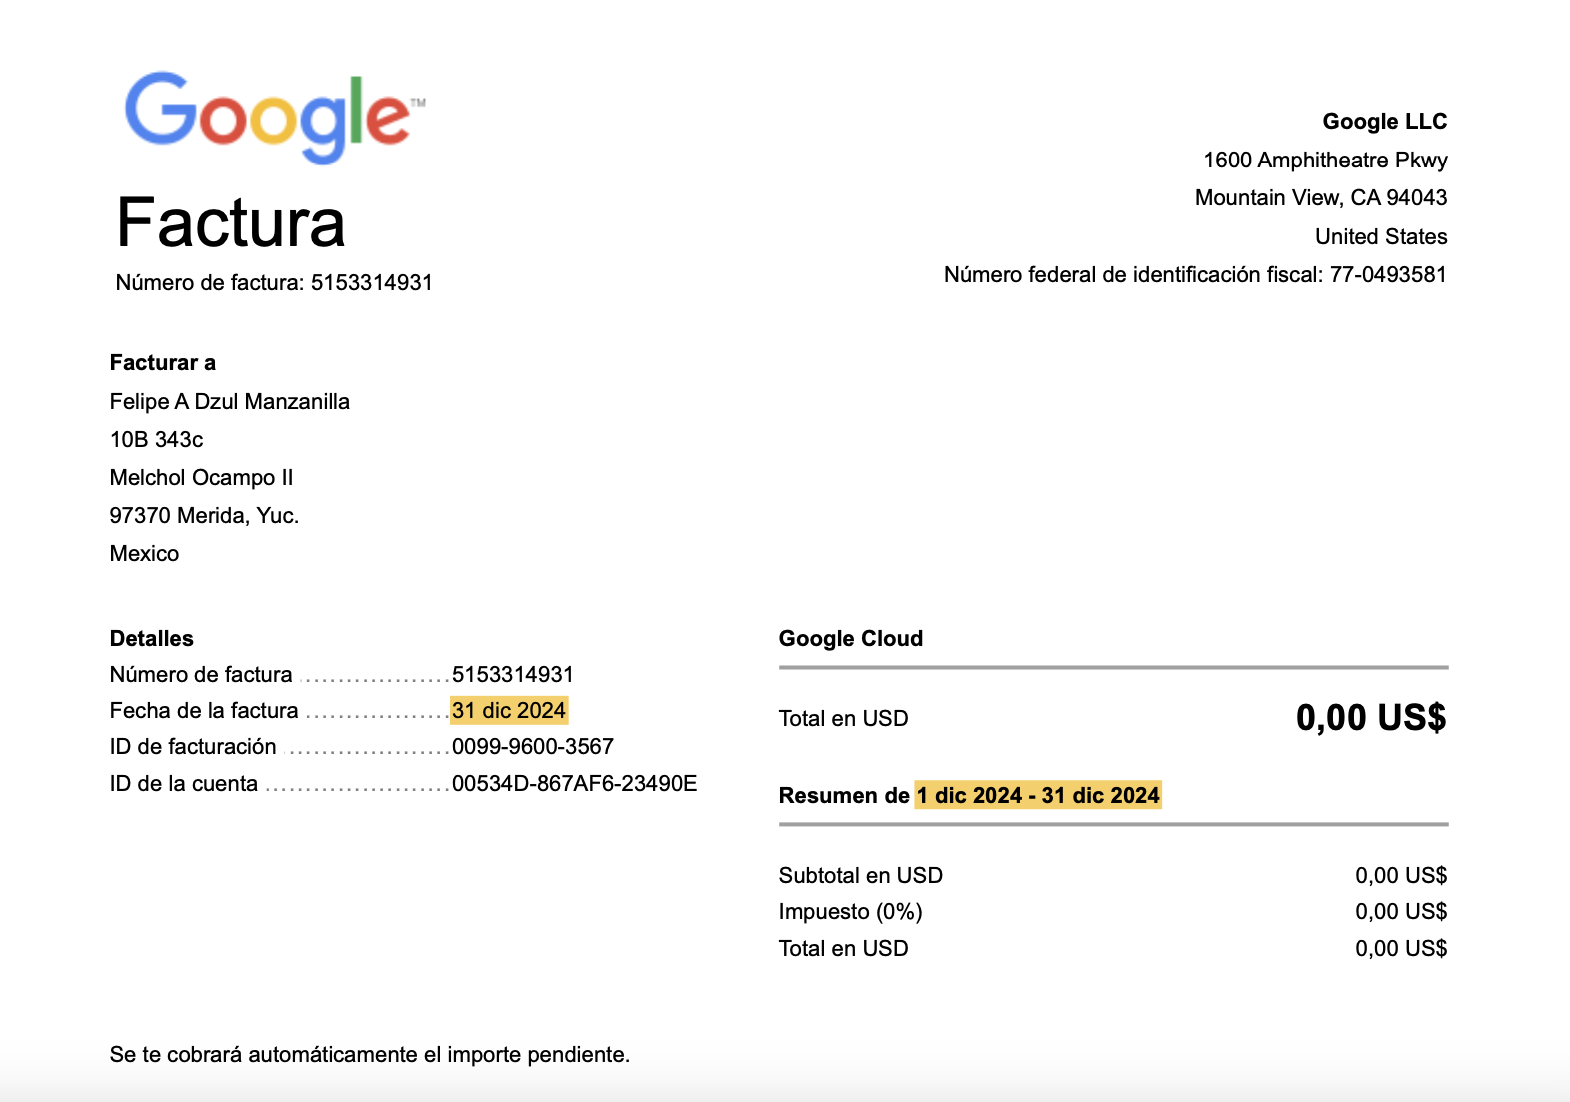 Google™
Google LLC
1600 Amphitheatre Pkwy
Mountain View, CA 94043
United States
Número federal de identificación fiscal: 77-0493581
Factura
Número de factura: 5153314931
Facturar a
Felipe A Dzul Manzanilla
10B 343c
Melchol Ocampo II
97370 Merida, Yuc.
Mexico
Detalles
Número de factura ................... 5153314931
Fecha de la factura .................. 31 dic 2024
ID de facturación .................... 0099-9600-3567
ID de la cuenta ...................... 00534D-867AF6-23490E
Google Cloud
Total en USD 0,00 US$
Resumen de 1 dic 2024 - 31 dic 2024
Subtotal en USD 0,00 US$
Impuesto (0%) 0,00 US$
Total en USD 0,00 US$
Se te cobrará automáticamente el importe pendiente.